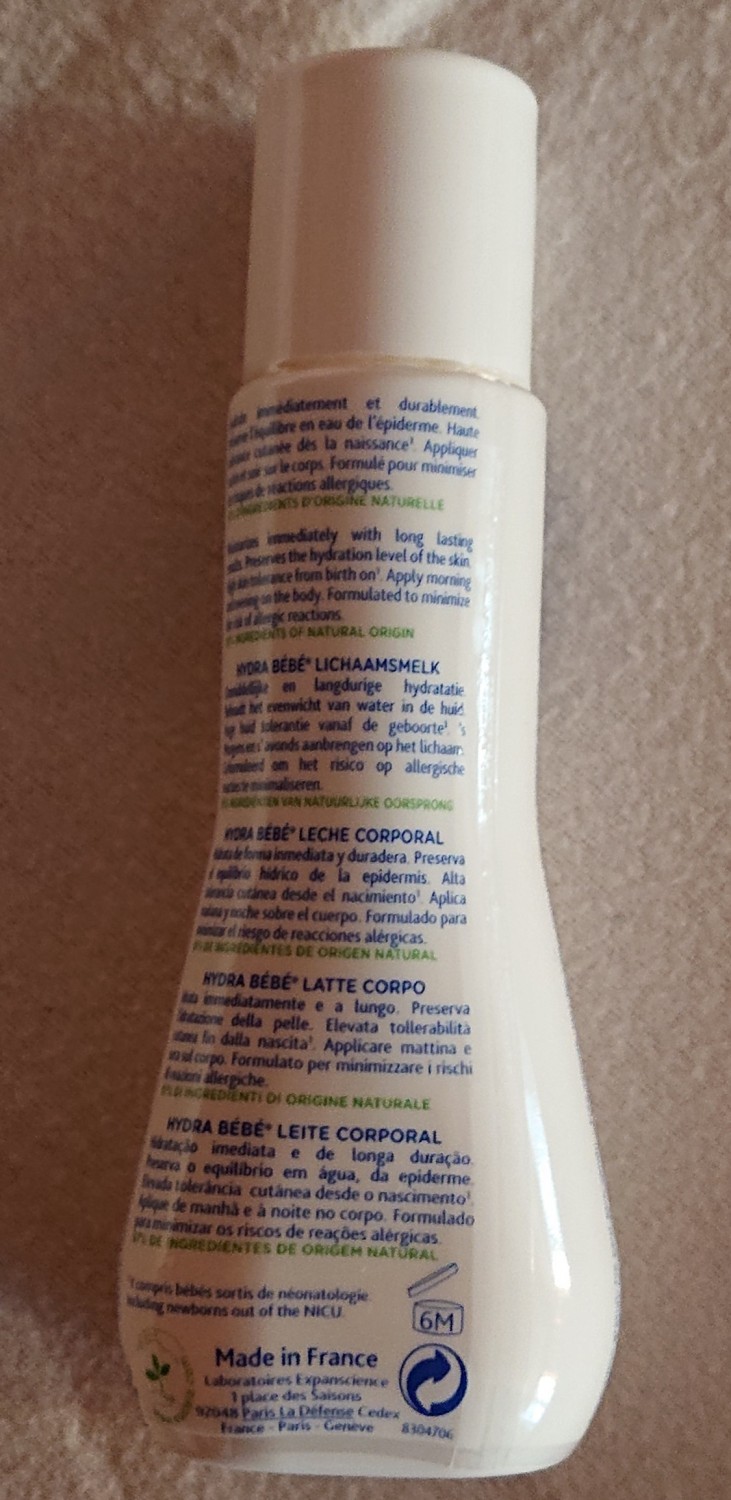 immédiatement et durablement.
l'équilibre en eau de l'épiderme. Haute
cutanée dès la naissance¹. Appliquer
sur le corps. Formulé pour minimiser
de réactions allergiques.
INGRÉDIENTS D'ORIGINE NATURELLE
immediately with long lasting
Preserves the hydration level of the skin.
tolerance from birth on¹. Apply morning
on the body. Formulated to minimize
of allergic reactions.
INGREDIENTS OF NATURAL ORIGIN
HYDRA BÉBÉ® LICHAAMSMELK
en langdurige hydratatie.
het evenwicht van water in de huid.
huid tolerantie vanaf de geboorte¹. 's
avonds aanbrengen op het lichaam.
om het risico op allergische
te minimaliseren.
VAN NATUURLIJKE OORSPRONG
HYDRA BÉBÉ® LECHE CORPORAL
de forma inmediata y duradera. Preserva
equilibrio hídrico de la epidermis. Alta
cutánea desde el nacimiento¹. Aplica
y noche sobre el cuerpo. Formulado para
el riesgo de reacciones alérgicas.
DE INGREDIENTES DE ORIGEN NATURAL
HYDRA BÉBÉ® LATTE CORPO
immediatamente e a lungo. Preserva
della pelle. Elevata tollerabilità
fin dalla nascita¹. Applicare mattina e
sul corpo. Formulato per minimizzare i rischi
allergiche.
DI INGREDIENTI DI ORIGINE NATURALE
HYDRA BÉBÉ® LEITE CORPORAL
Hidratação imediata e de longa duração.
Preserva o equilíbrio em água, da epiderme.
Elevada tolerância cutânea desde o nascimento¹.
Aplique de manhã e à noite no corpo. Formulado
para minimizar os riscos de reações alérgicas.
97% DE INGREDIENTES DE ORIGEM NATURAL
¹Y compris bébés sortis de néonatologie.
Including newborns out of the NICU.
6M
Made in France
Laboratoires Expanscience
1 place des Saisons
92048 Paris La Défense Cedex
France - Paris - Genève
8304706